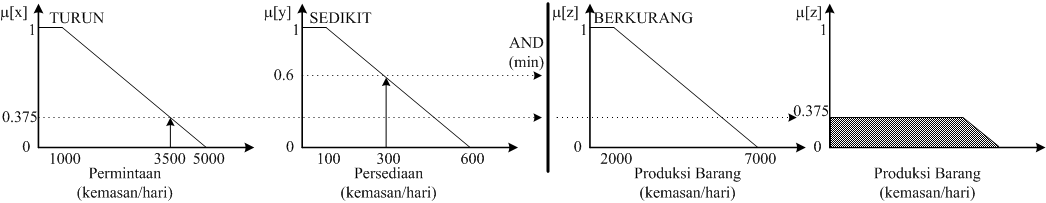 μ[x] TURUN
1
0.375
0
1000 3500 5000
Permintaan
(kemasan/hari)
μ[y] SEDIKIT
1
0.6
0
100 300 600
Persediaan
(kemasan/hari)
AND
(min)
μ[z] BERKURANG
1
0
2000 7000
Produksi Barang
(kemasan/hari)
μ[z]
1
0.375
0
Produksi Barang
(kemasan/hari)